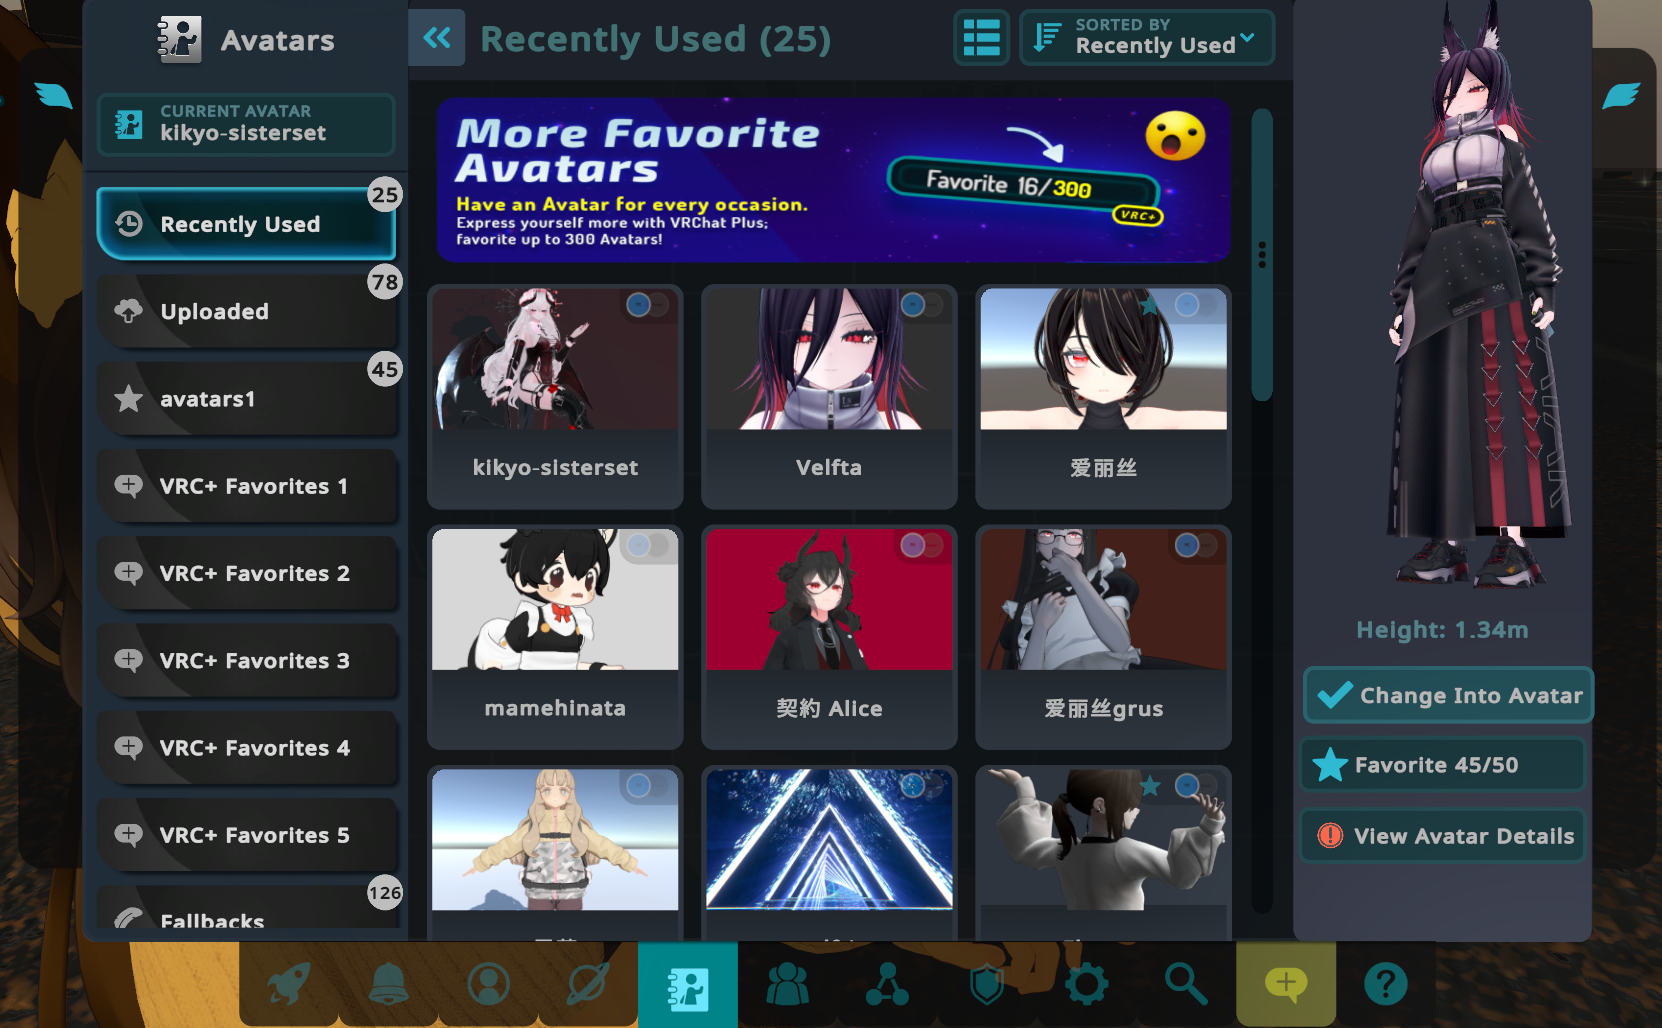 Avatars
CURRENT AVATAR
kikyo-sisterset
25
Recently Used
78
Uploaded
45
avatars1
VRC+ Favorites 1
VRC+ Favorites 2
VRC+ Favorites 3
VRC+ Favorites 4
VRC+ Favorites 5
126
Fallbacks
Recently Used (25)
SORTED BY
Recently Used
More Favorite
Avatars
Have an Avatar for every occasion.
Express yourself more with VRChat Plus;
favorite up to 300 Avatars!
Favorite 16/300
VRC+
kikyo-sisterset
Velfta
爱丽丝
mamehinata
契約 Alice
爱丽丝grus
Height: 1.34m
Change Into Avatar
Favorite 45/50
View Avatar Details